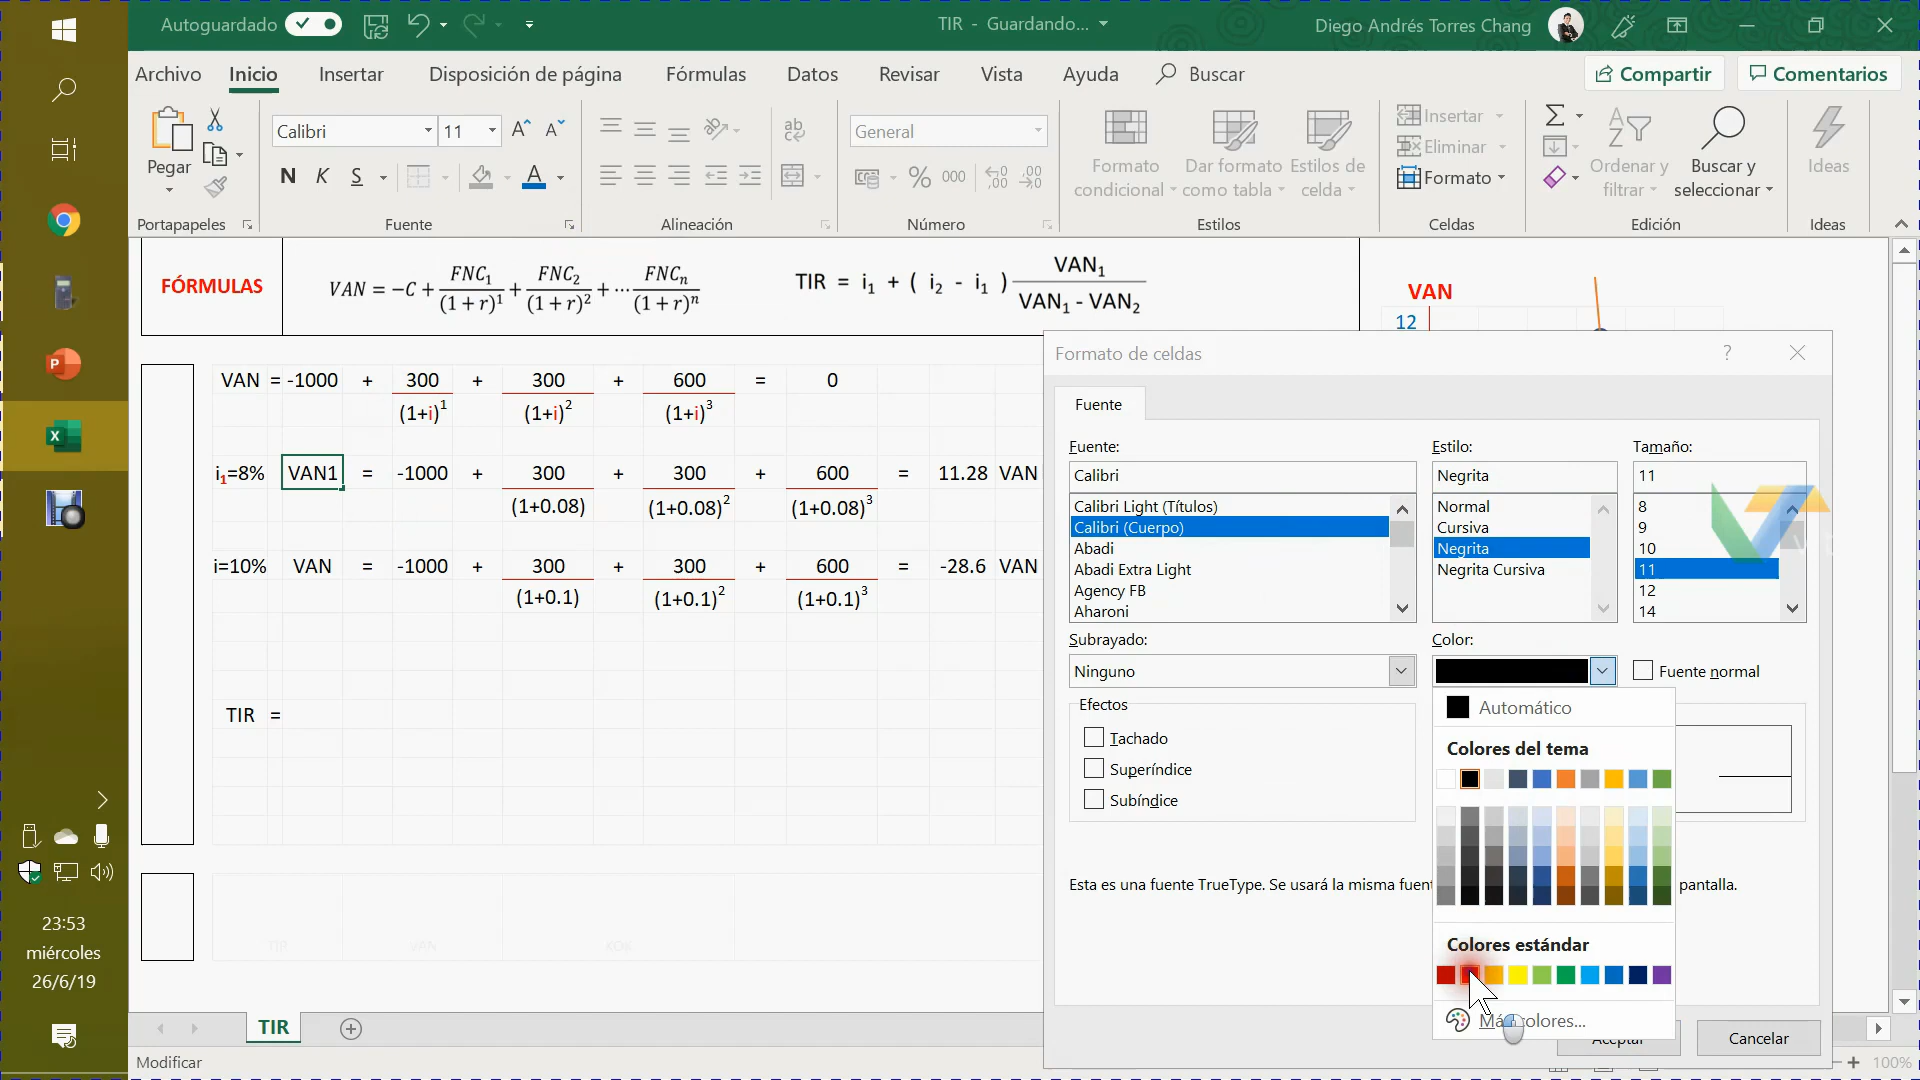 Autoguardado
TIR - Guardando...
Diego Andrés Torres Chang
Archivo Inicio Insertar Disposición de página Fórmulas Datos Revisar Vista Ayuda Buscar
Compartir Comentarios
Pegar
Calibri 11
N K S A
ab c
General
% 000
Formato condicional
Dar formato como tabla
Estilos de celda
Insertar
Eliminar
Formato
Ordenar y filtrar
Buscar y seleccionar
Ideas
Portapapeles Fuente Alineación Número Estilos Celdas Edición Ideas
FÓRMULAS
VAN = -C + FNC1/(1+r)^1 + FNC2/(1+r)^2 + ⋯ FNCn/(1+r)^n
TIR = i1 + ( i2 - i1 ) VAN1/VAN1 - VAN2
VAN
12
VAN = -1000 + 300 + 300 + 600 = 0
(1+i)^1 (1+i)^2 (1+i)^3
i1=8% VAN1 = -1000 + 300 + 300 + 600 = 11.28 VAN
(1+0.08) (1+0.08)^2 (1+0.08)^3
i=10% VAN = -1000 + 300 + 300 + 600 = -28.6 VAN
(1+0.1) (1+0.1)^2 (1+0.1)^3
TIR =
TIR VAN
Formato de celdas
?
Fuente
Fuente:
Calibri
Calibri Light (Títulos)
Calibri (Cuerpo)
Abadi
Abadi Extra Light
Agency FB
Aharoni
Estilo:
Negrita
Normal
Cursiva
Negrita
Negrita Cursiva
Tamaño:
11
8
9
10
11
12
14
Subrayado:
Ninguno
Color:
Fuente normal
Efectos
Tachado
Superíndice
Subíndice
Automático
Colores del tema
Colores estándar
Más colores...
Esta es una fuente TrueType. Se usará la misma fuent
pantalla.
Aceptar
Cancelar
23:53
miércoles
26/6/19
TIR
Modificar
100%